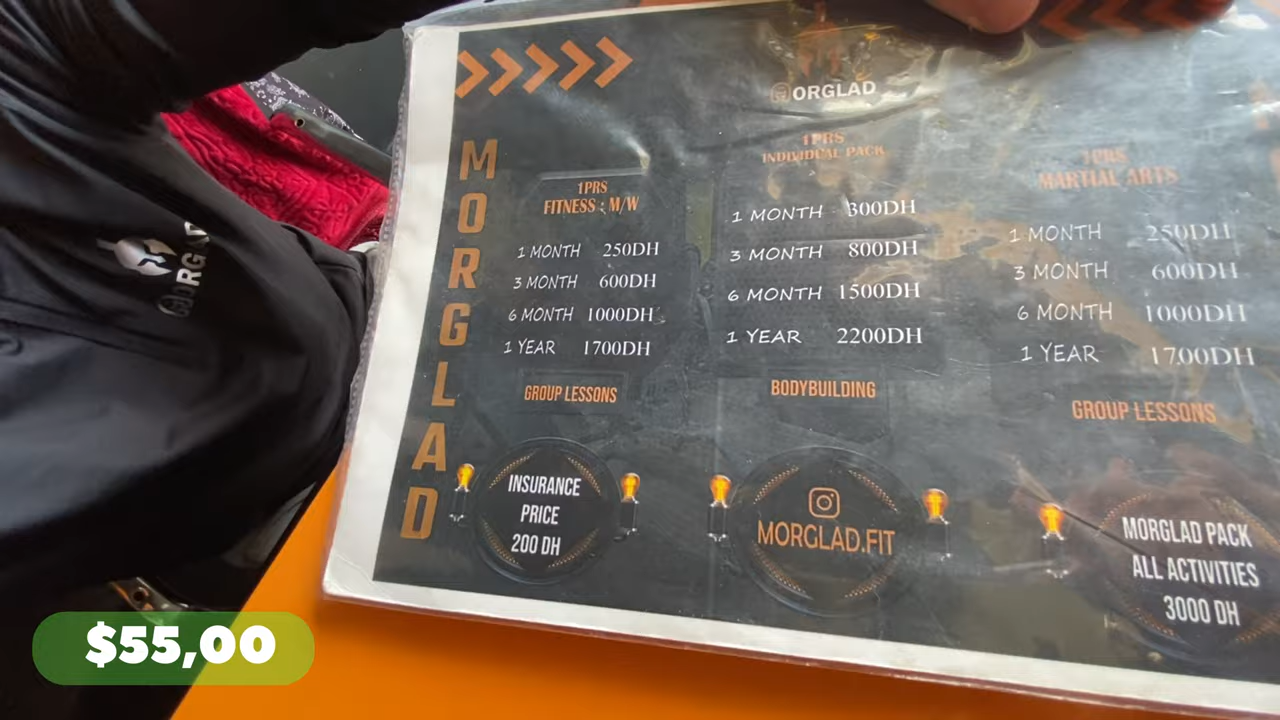 MORGLAD
ORGLAD
1PRS
FITNESS : M/W
1 MONTH 250DH
3 MONTH 600DH
6 MONTH 1000DH
1 YEAR 1700DH
GROUP LESSONS
INSURANCE
PRICE
200 DH
1PRS
INDIVIDUAL PACK
1 MONTH 300DH
3 MONTH 800DH
6 MONTH 1500DH
1 YEAR 2200DH
BODYBUILDING
MORGLAD.FIT
1PRS
MARTIAL ARTS
1 MONTH 250DH
3 MONTH 600DH
6 MONTH 1000DH
1 YEAR 1700DH
GROUP LESSONS
MORGLAD PACK
ALL ACTIVITIES
3000 DH
ORGLAD
$55,00